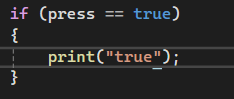 if (press == true)
{
    print("true");
}